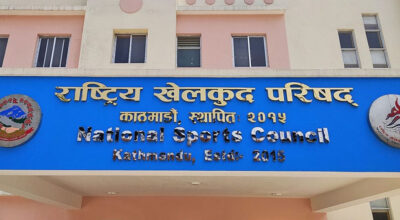 राष्ट्रिय खेलकुद परिषद्
काठमाडौं, स्थापित २०१५
National Sports Council
Kathmandu, Estd- 2015